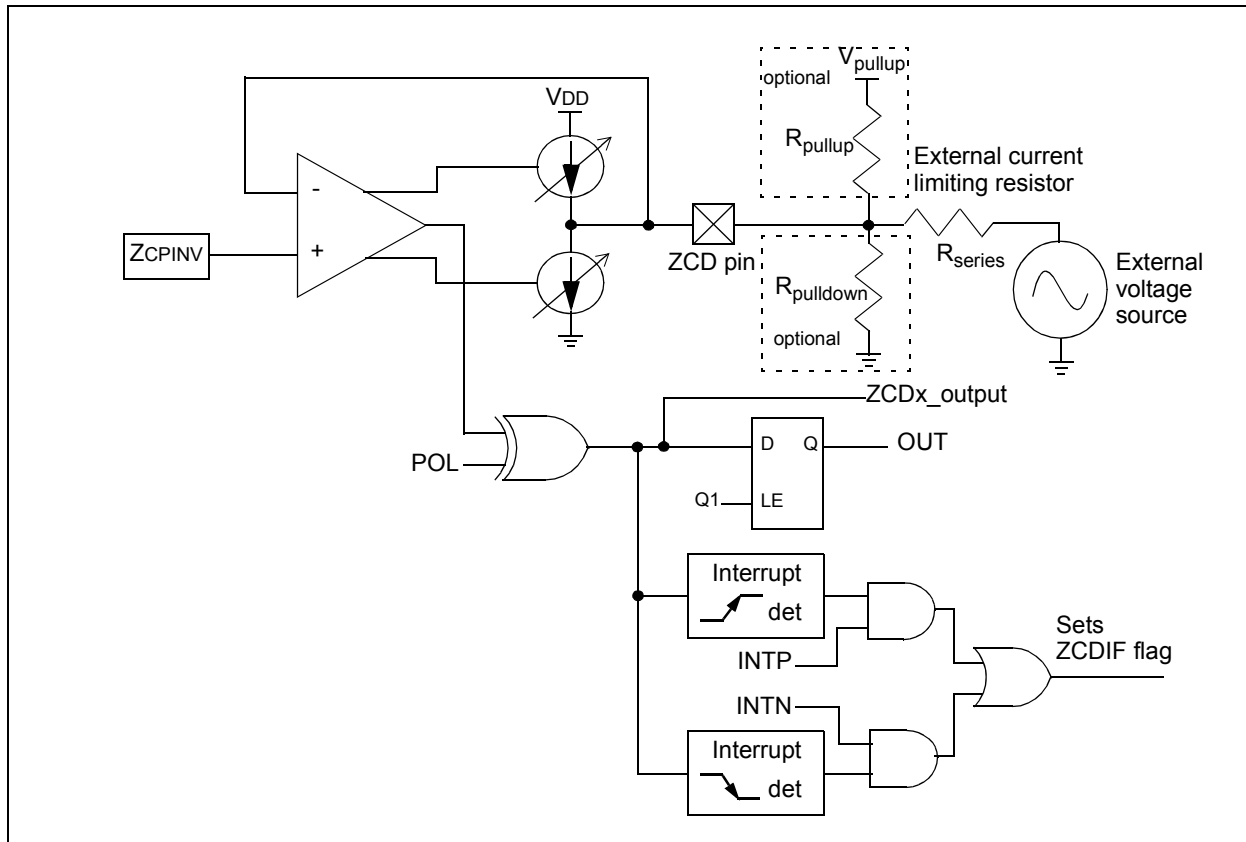 Vpullup
optional
VDD
Rpullup
External current
limiting resistor
-
ZCPINV
+
ZCD pin
Rseries
External
voltage
source
Rpulldown
optional
ZCDx_output
POL
D Q
OUT
Q1
LE
Interrupt
det
INTP
Sets
ZCDIF flag
INTN
Interrupt
det